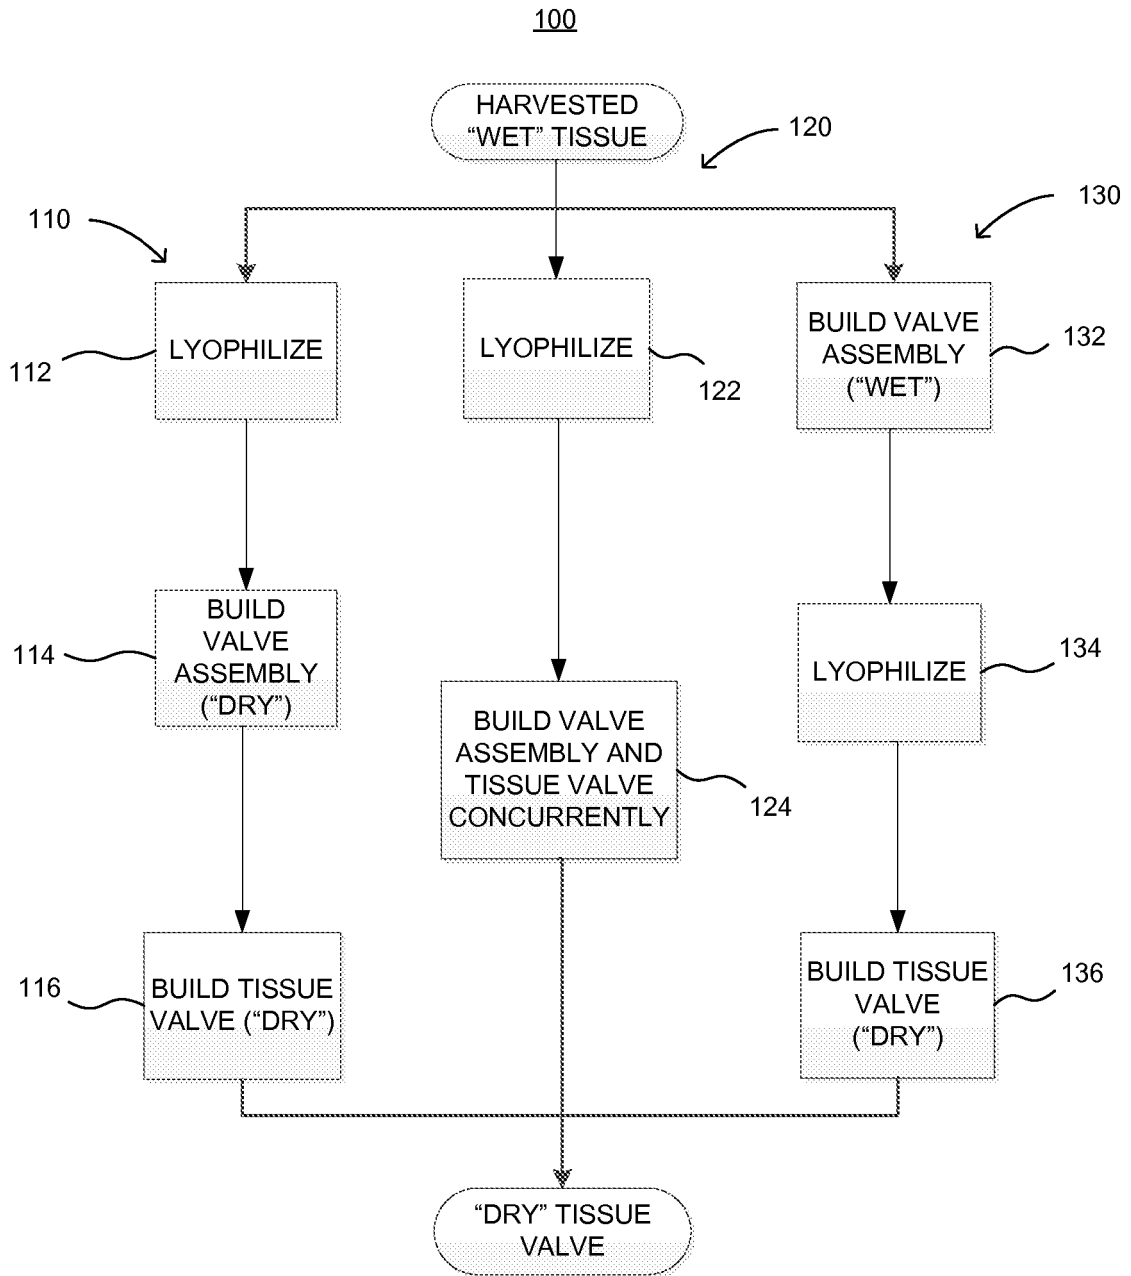 100
HARVESTED
“WET” TISSUE
120
110
130
LYOPHILIZE
112
LYOPHILIZE
122
BUILD VALVE
ASSEMBLY
(“WET”)
132
BUILD
VALVE
ASSEMBLY
(“DRY”)
114
BUILD VALVE
ASSEMBLY AND
TISSUE VALVE
CONCURRENTLY
124
LYOPHILIZE
134
BUILD TISSUE
VALVE (“DRY”)
116
BUILD TISSUE
VALVE
(“DRY”)
136
“DRY” TISSUE
VALVE